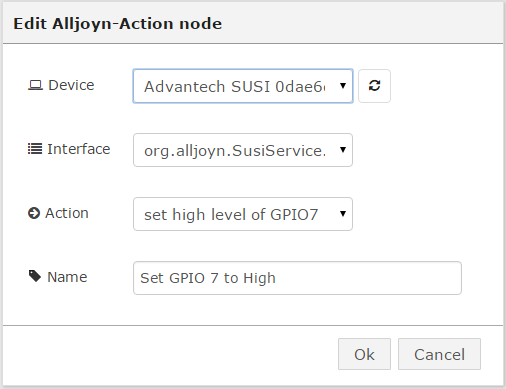 Edit Alljoyn-Action node
Device
Advantech SUSI 0dae6
Interface
org.alljoyn.SusiService.
Action
set high level of GPIO7
Name
Set GPIO 7 to High
Ok
Cancel